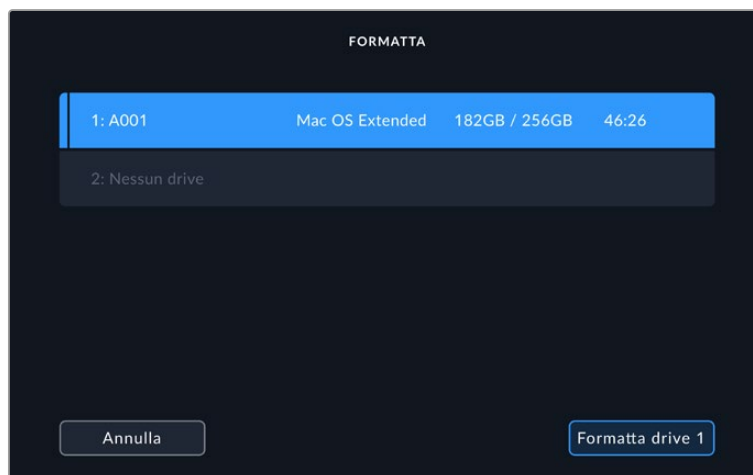 FORMATTA
1: A001 Mac OS Extended 182GB / 256GB 46:26
2: Nessun drive
Annulla Formatta drive 1